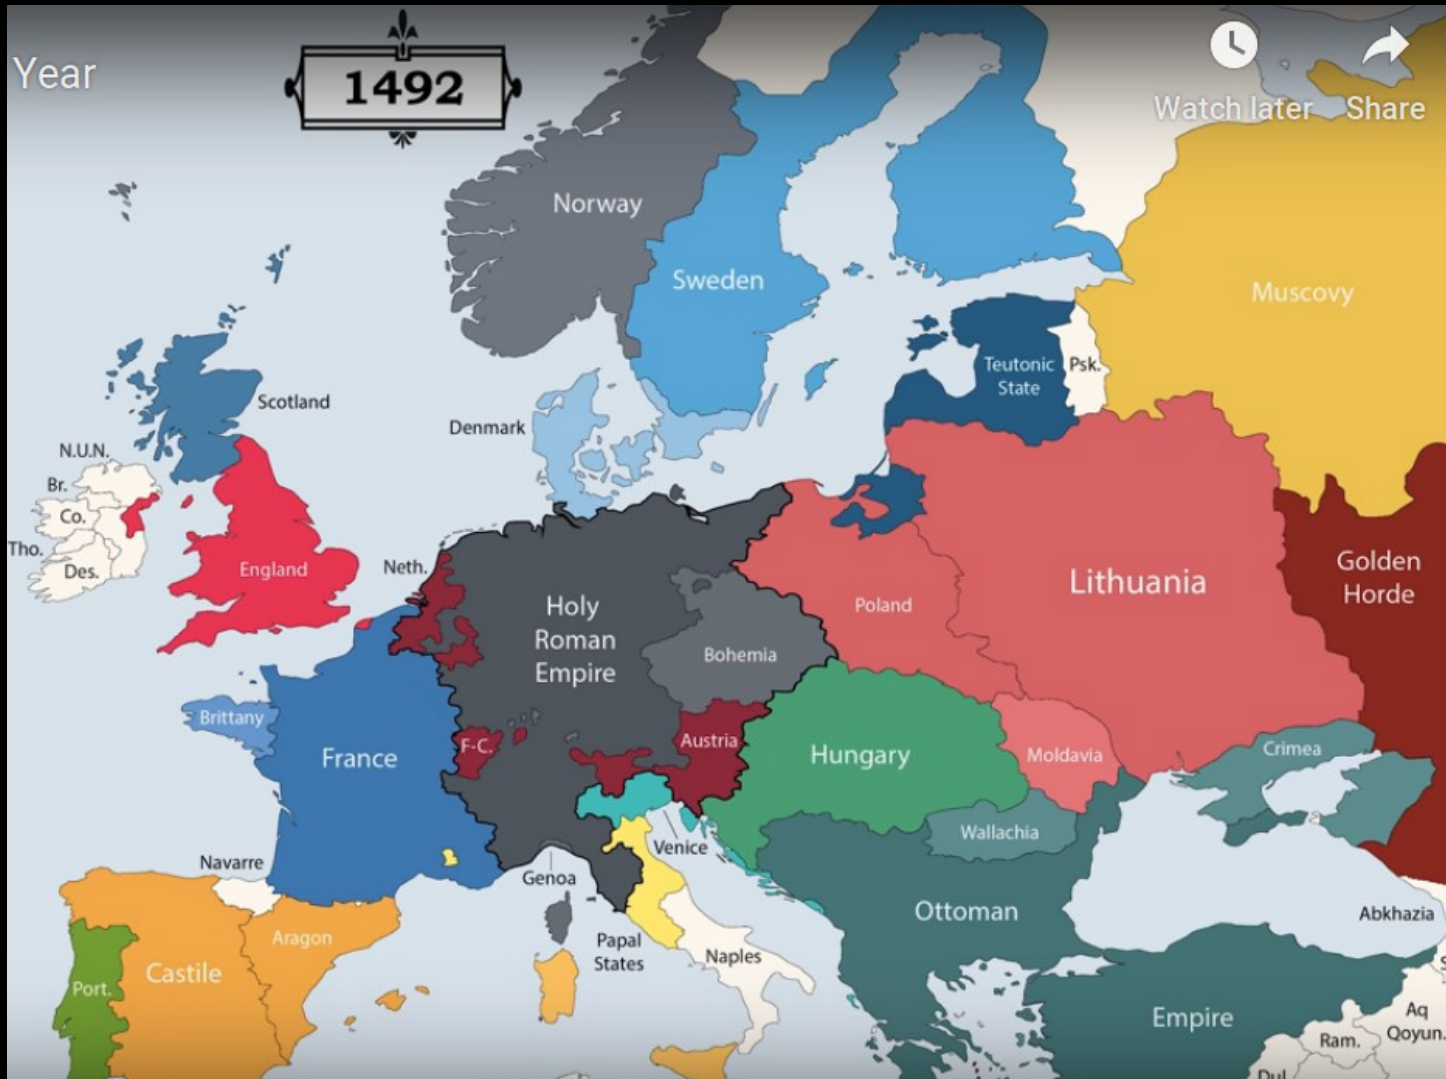 Year
1492
Watch later
Share
Norway
Sweden
Muscovy
Teutonic
State
Psk.
Scotland
Denmark
N.U.N.
Br.
Co.
Tho.
Des.
England
Neth.
Holy
Roman
Empire
Poland
Lithuania
Golden
Horde
Bohemia
Brittany
France
F-C.
Austria
Hungary
Moldavia
Crimea
Wallachia
Venice
Navarre
Genoa
Ottoman
Abkhazia
Papal
States
Naples
Aragon
Castile
Port.
Empire
Aq
Qoyun.
Ram.
Dul